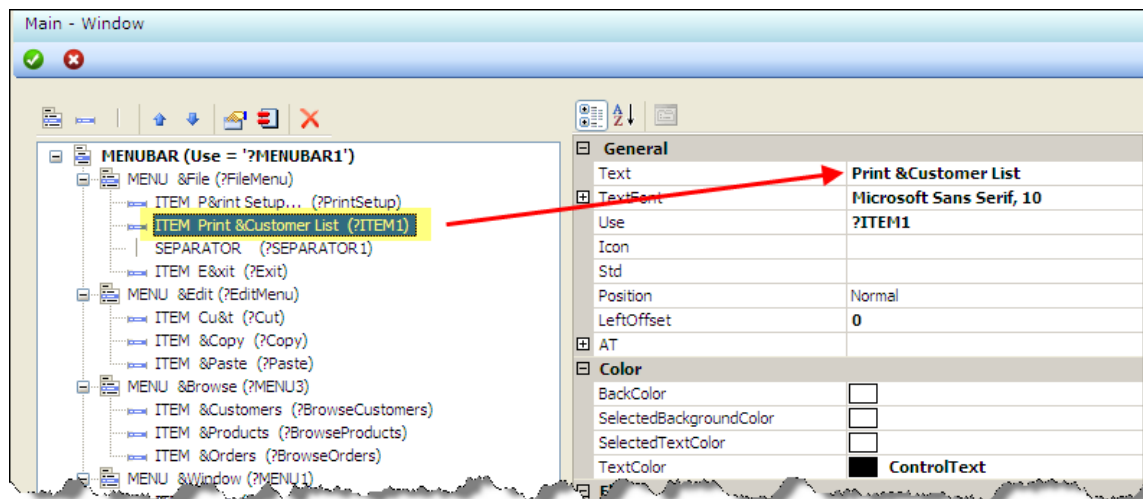 Main - Window
MENUBAR (Use = '?MENUBAR1')
MENU &File (?FileMenu)
ITEM P&rint Setup... (?PrintSetup)
ITEM Print &Customer List (?ITEM1)
SEPARATOR (?SEPARATOR1)
ITEM E&xit (?Exit)
MENU &Edit (?EditMenu)
ITEM Cu&t (?Cut)
ITEM &Copy (?Copy)
ITEM &Paste (?Paste)
MENU &Browse (?MENU3)
ITEM &Customers (?BrowseCustomers)
ITEM &Products (?BrowseProducts)
ITEM &Orders (?BrowseOrders)
MENU &Window (?MENU1)
General
Text Print &Customer List
TextFont Microsoft Sans Serif, 10
Use ?ITEM1
Icon
Std
Position Normal
LeftOffset 0
AT
Color
BackColor
SelectedBackgroundColor
SelectedTextColor
TextColor ControlText